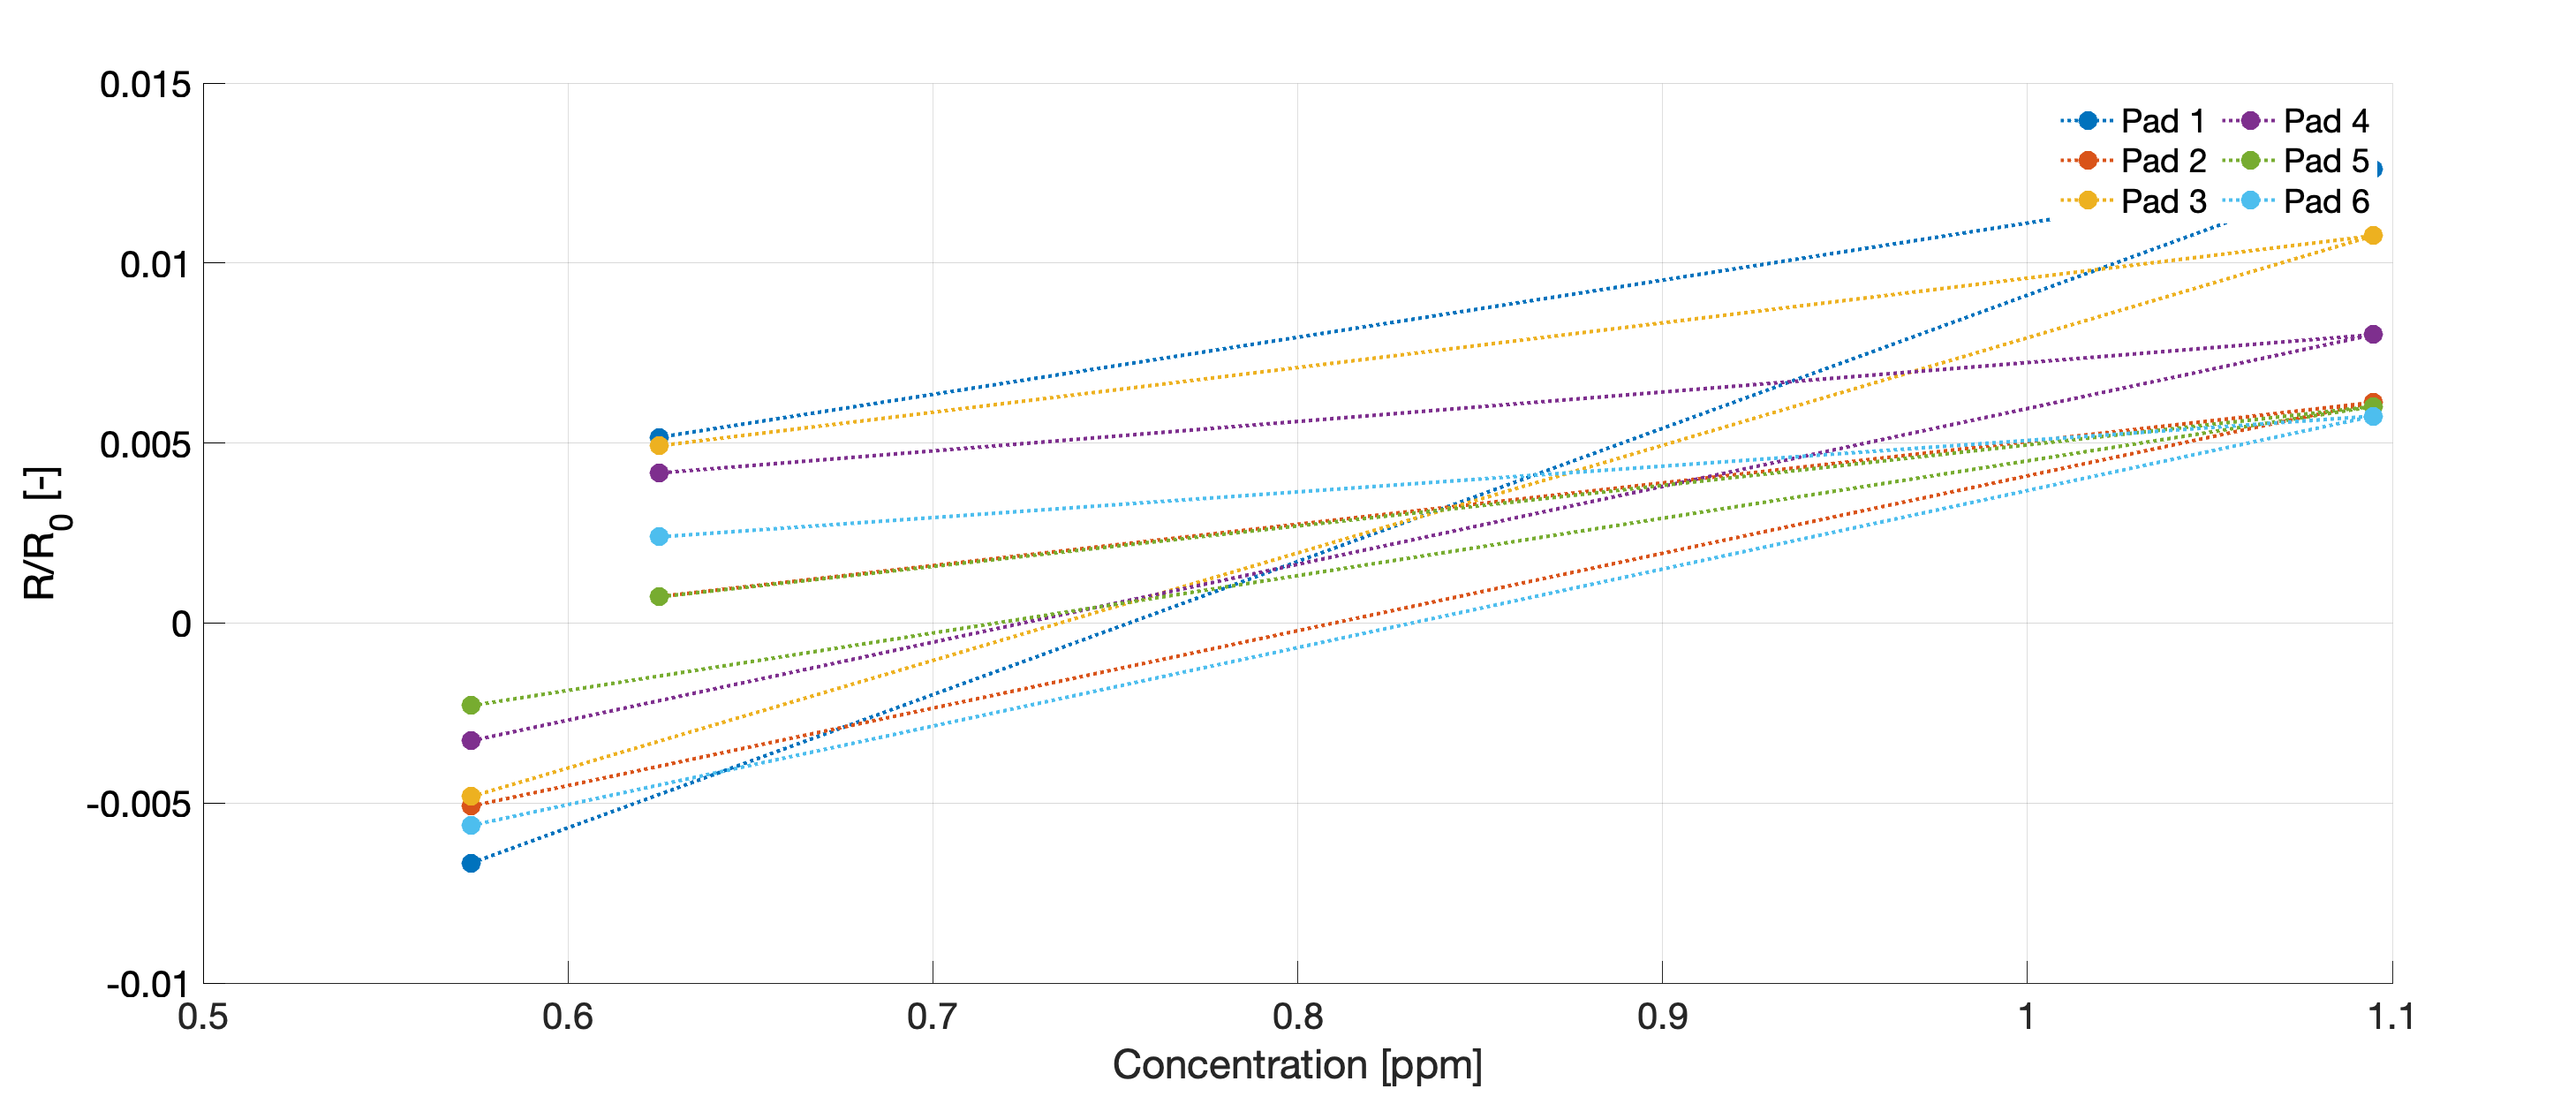 0.015
0.01
0.005
0
-0.005
-0.01
R/R0 [-]
Pad 1
Pad 2
Pad 3
Pad 4
Pad 5
Pad 6
0.5 0.6 0.7 0.8 0.9 1 1.1
Concentration [ppm]